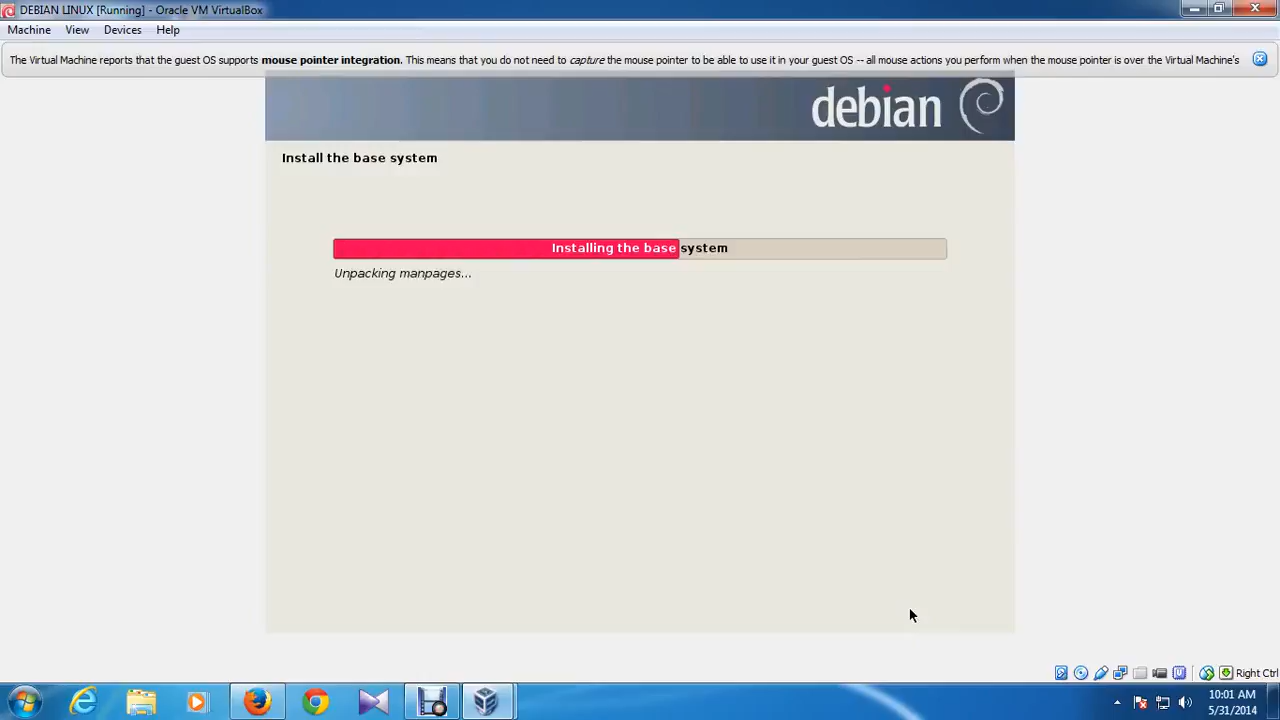 DEBIAN LINUX [Running] - Oracle VM VirtualBox
Machine View Devices Help
The Virtual Machine reports that the guest OS supports mouse pointer integration. This means that you do not need to capture the mouse pointer to be able to use it in your guest OS -- all mouse actions you perform when the mouse pointer is over the Virtual Machine's
debian
Install the base system
Installing the base system
Unpacking manpages...
Right Ctrl
10:01 AM
5/31/2014